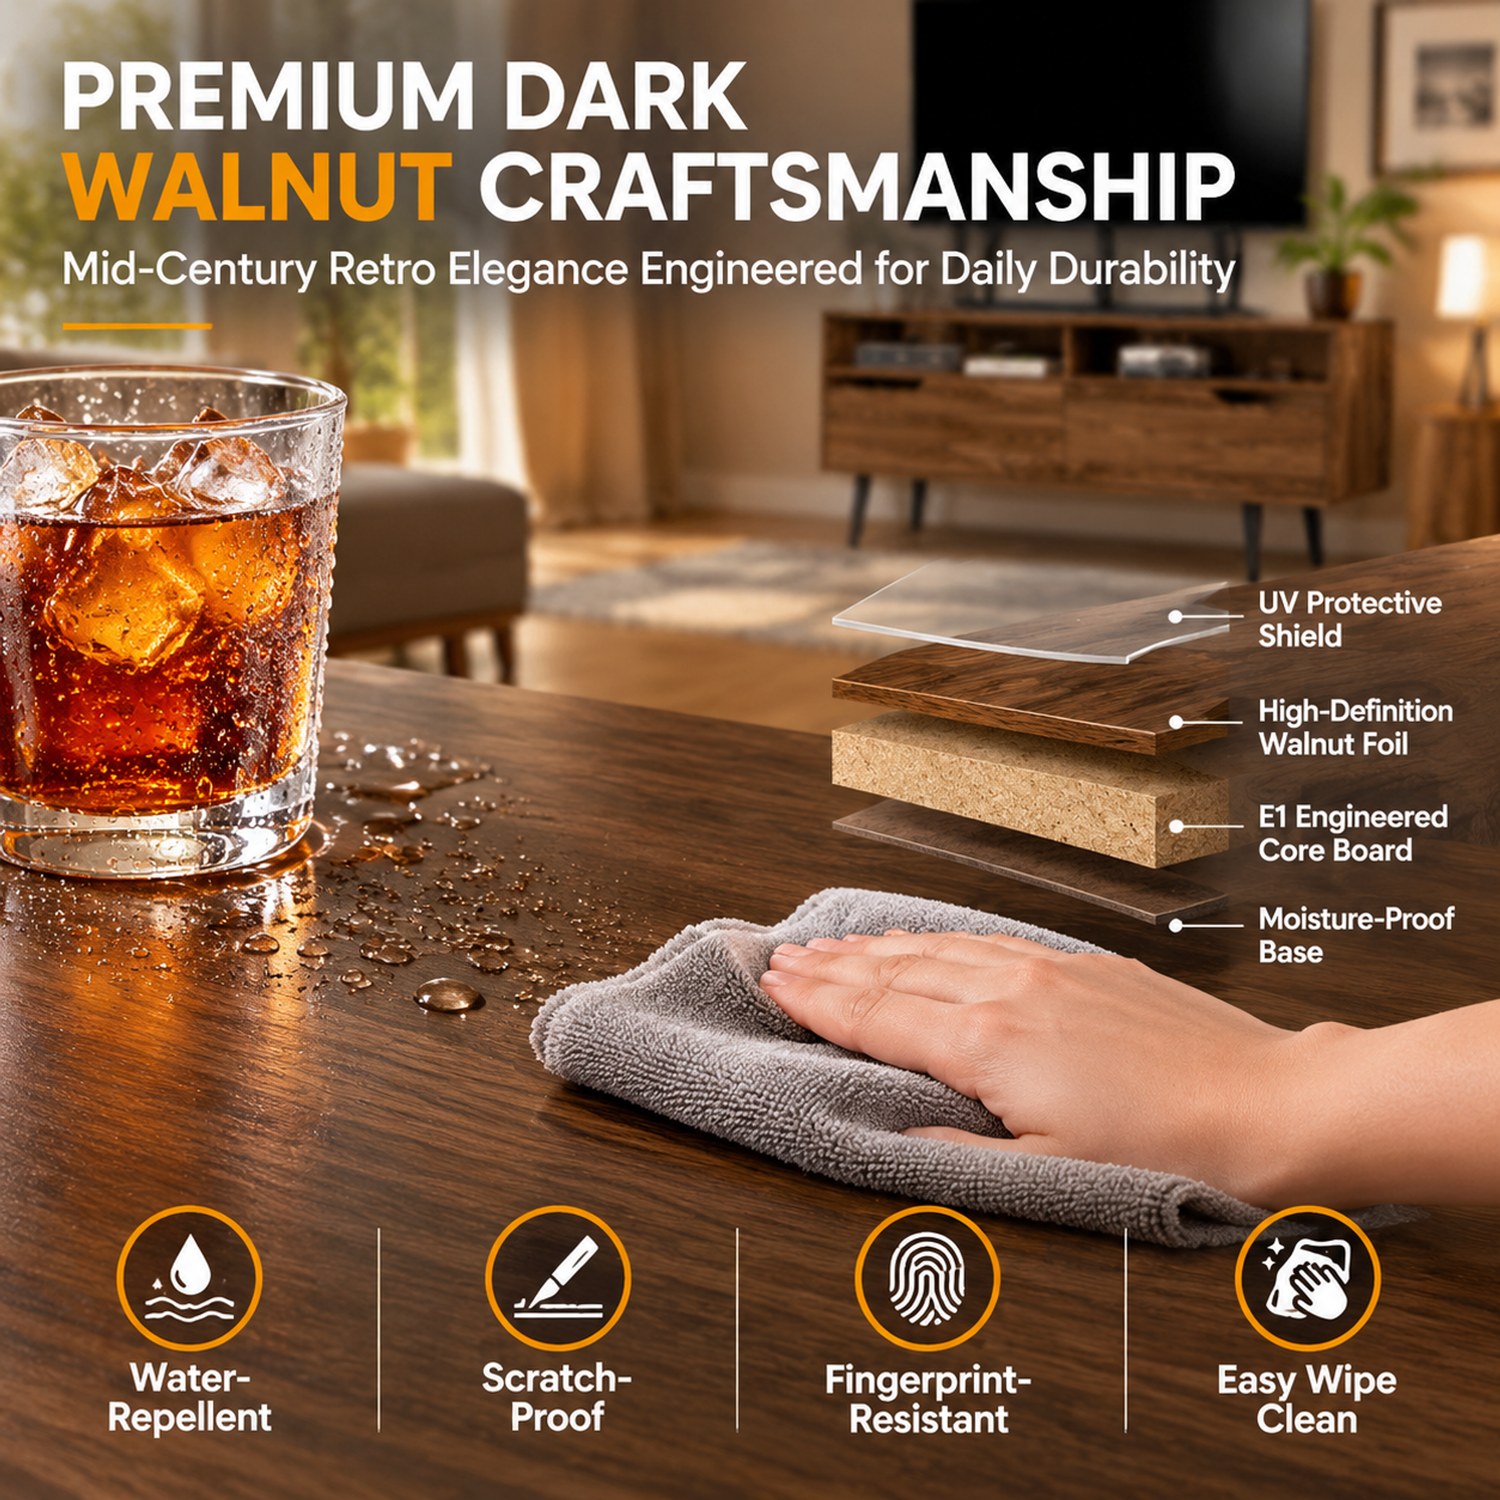 PREMIUM DARK
WALNUT CRAFTSMANSHIP
Mid-Century Retro Elegance Engineered for Daily Durability
UV Protective
Shield
High-Definition
Walnut Foil
E1 Engineered
Core Board
Moisture-Proof
Base
Water-
Repellent
Scratch-
Proof
Fingerprint-
Resistant
Easy Wipe
Clean